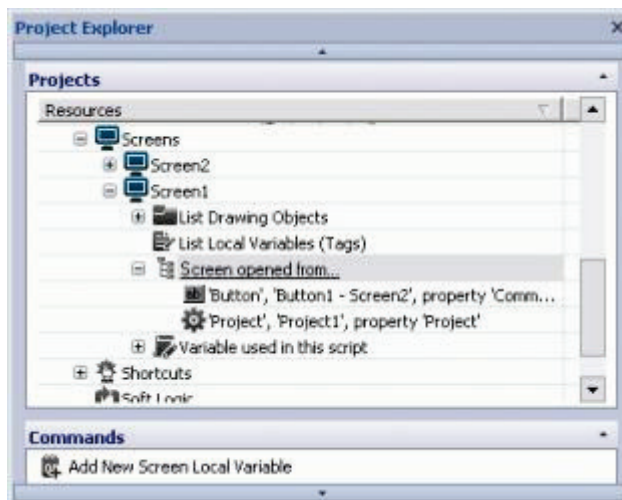 Project Explorer
Projects
Resources
Screens
Screen2
Screen1
List Drawing Objects
List Local Variables (Tags)
Screen opened from...
'Button', 'Button1 - Screen2', property 'Comm...
'Project', 'Project1', property 'Project'
Variable used in this script
Shortcuts
Soft Logic
Commands
Add New Screen Local Variable